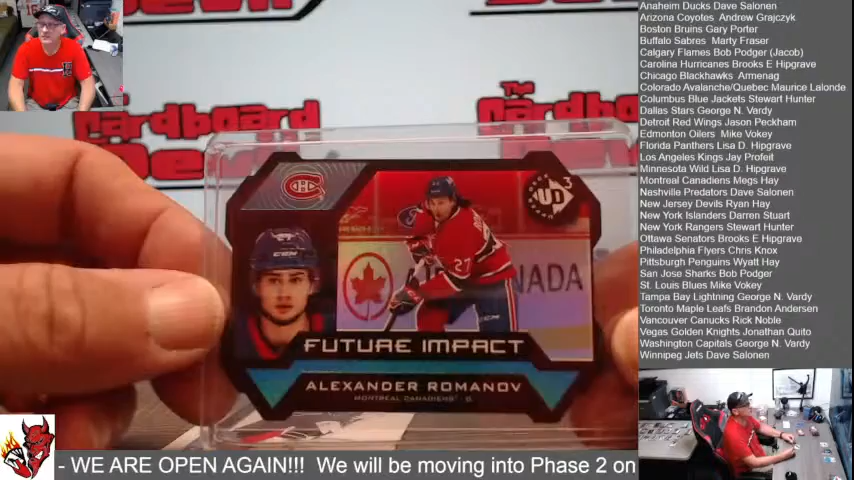 Anaheim Ducks Dave Salonen
Arizona Coyotes Andrew Grajczyk
Boston Bruins Gary Porter
Buffalo Sabres Marty Fraser
Calgary Flames Bob Podger (Jacob)
Carolina Hurricanes Brooks E Hipgrave
Chicago Blackhawks Armenag
Colorado Avalanche/Quebec Maurice Lalonde
Columbus Blue Jackets Stewart Hunter
Dallas Stars George N. Vardy
Detroit Red Wings Jason Peckham
Edmonton Oilers Mike Vokey
Florida Panthers Lisa D. Hipgrave
Los Angeles Kings Jay Profeit
Minnesota Wild Lisa D. Hipgrave
Montreal Canadiens Megs Hay
Nashville Predators Dave Salonen
New Jersey Devils Ryan Hay
New York Islanders Darren Stuart
New York Rangers Stewart Hunter
Ottawa Senators Brooks E Hipgrave
Philadelphia Flyers Chris Knox
Pittsburgh Penguins Wyatt Hay
San Jose Sharks Bob Podger
St. Louis Blues Mike Vokey
Tampa Bay Lightning George N. Vardy
Toronto Maple Leafs Brandon Andersen
Vancouver Canucks Rick Noble
Vegas Golden Knights Jonathan Quito
Washington Capitals George N. Vardy
Winnipeg Jets Dave Salonen
The Cardboard
The
UD3
27
NADA
FUTURE IMPACT
ALEXANDER ROMANOV
MONTREAL CANADIENS · D
- WE ARE OPEN AGAIN!!! We will be moving into Phase 2 on